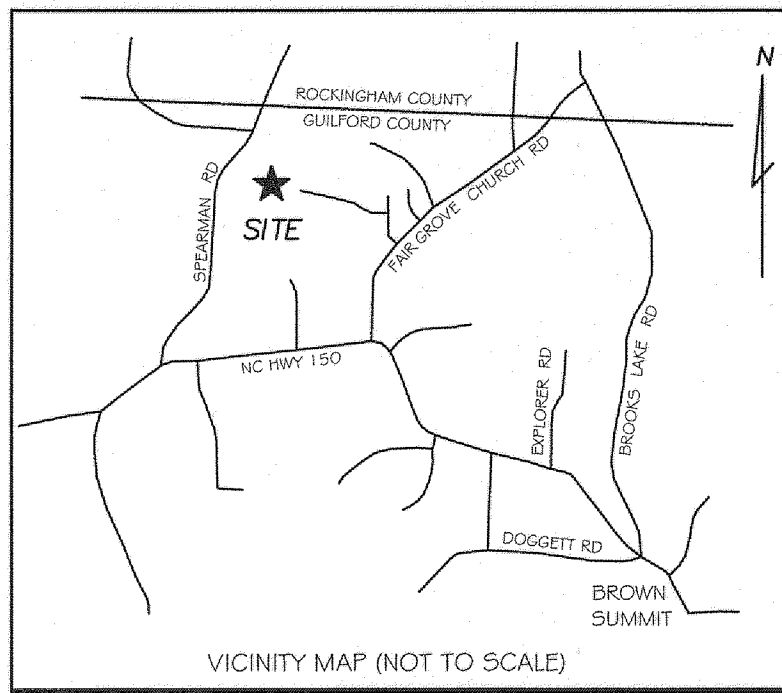 N
ROCKINGHAM COUNTY
GUILFORD COUNTY
SPEARMAN RD
SITE
FAIR GROVE CHURCH RD
NC HWY 150
EXPLORER RD
BROOKS LAKE RD
DOGGETT RD
BROWN
SUMMIT
VICINITY MAP (NOT TO SCALE)